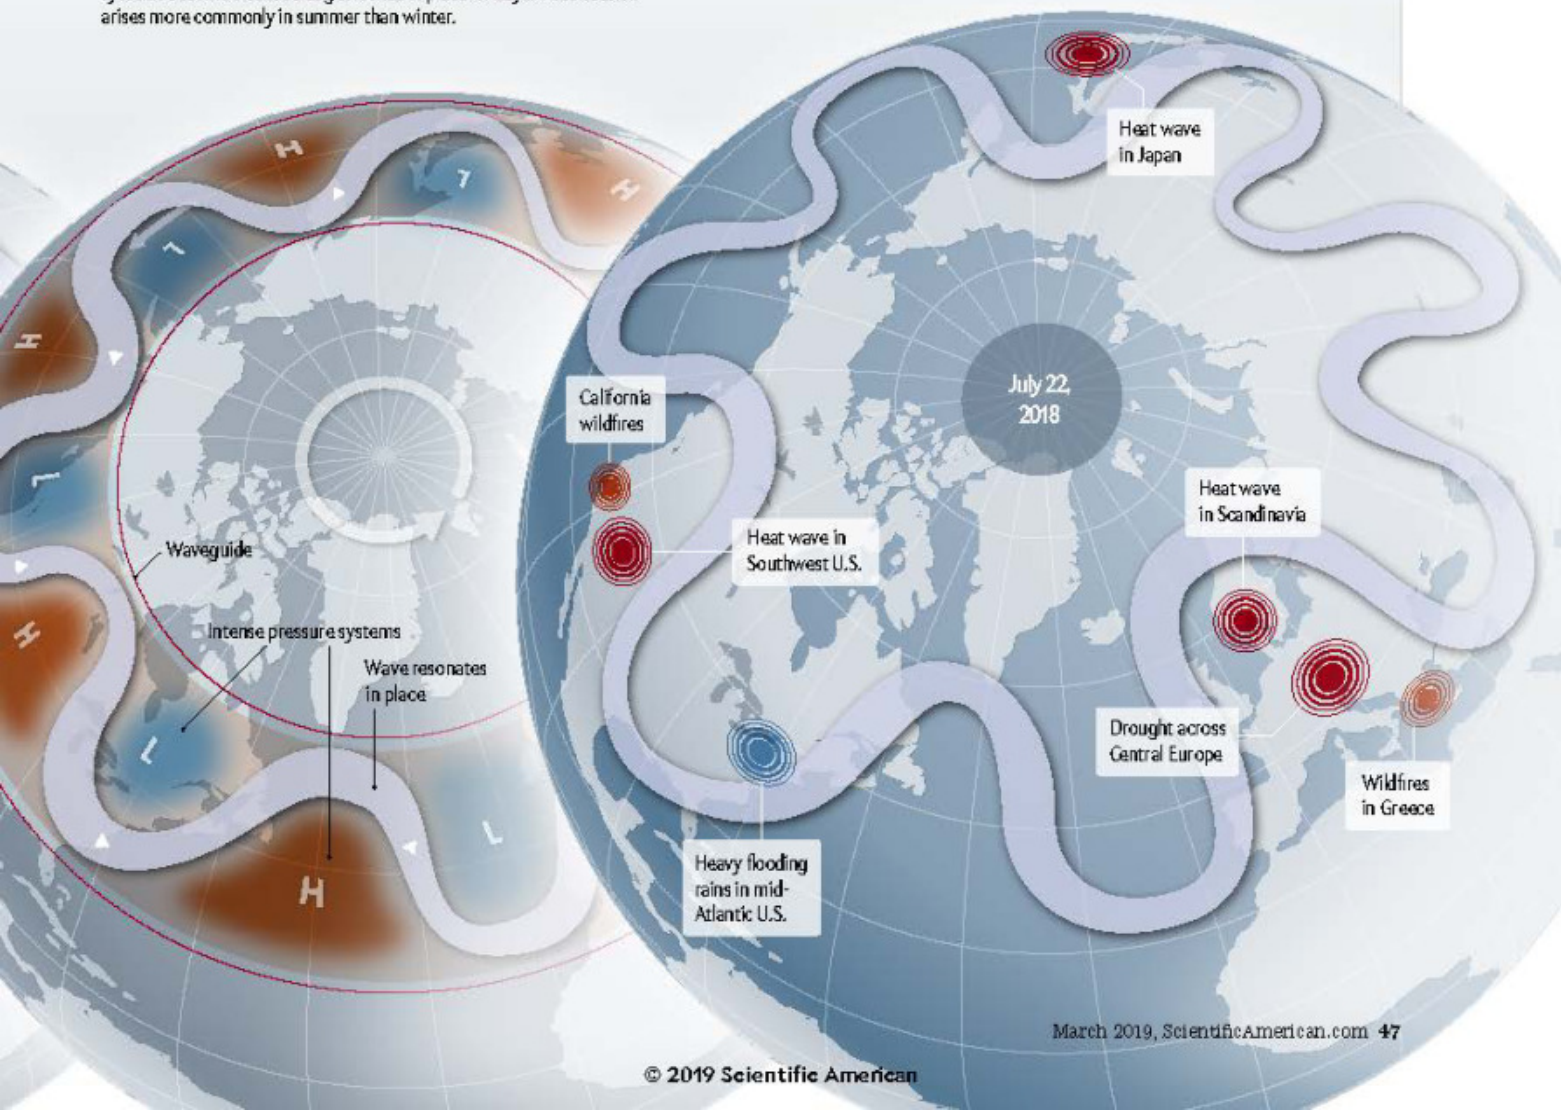 arises more commonly in summer than winter.
H
L
H
L
H
L
H
L
H
L
Waveguide
Intense pressure systems
Wave resonates
in place
Heat wave
in Japan
July 22,
2018
California
wildfires
Heat wave in
Southwest U.S.
Heat wave
in Scandinavia
Drought across
Central Europe
Wildfires
in Greece
Heavy flooding
rains in mid-
Atlantic U.S.
March 2019, ScientificAmerican.com 47
© 2019 Scientific American